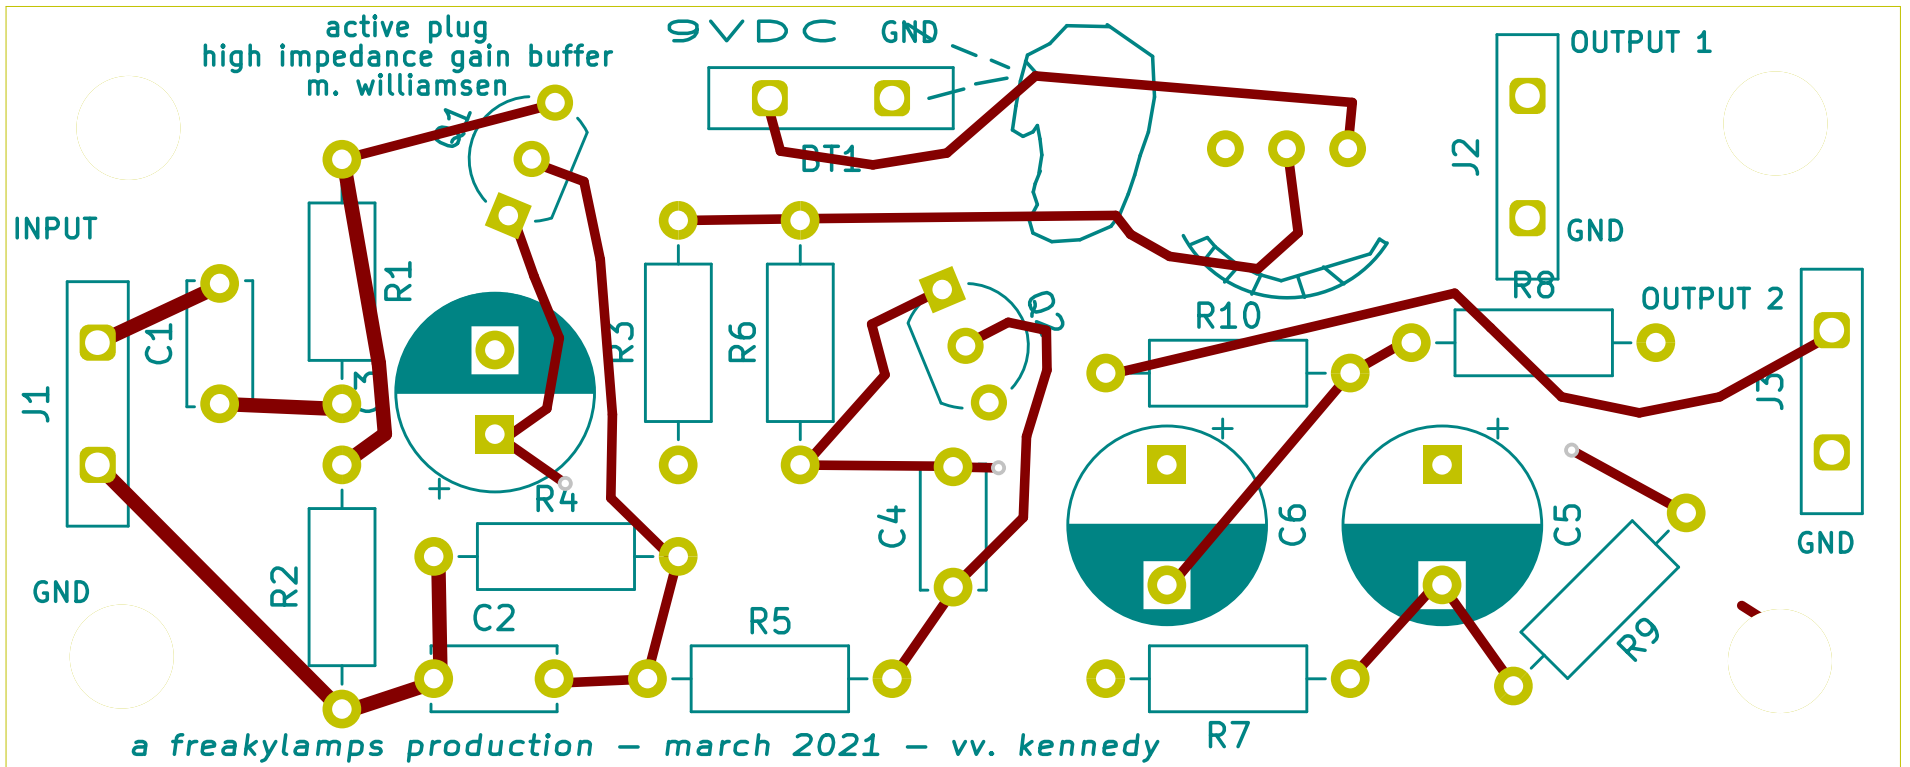 active plug
high impedance gain buffer
m. williamsen
9VDC
GND
OUTPUT 1
Q1
BT1
J2
INPUT
GND
R1
C1
R3
R6
Q2
R10
R8
OUTPUT 2
J1
J3
R4
C4
C6
C5
GND
R2
GND
C2
R5
R9
R7
a freakylamps production – march 2021 – vv. kennedy